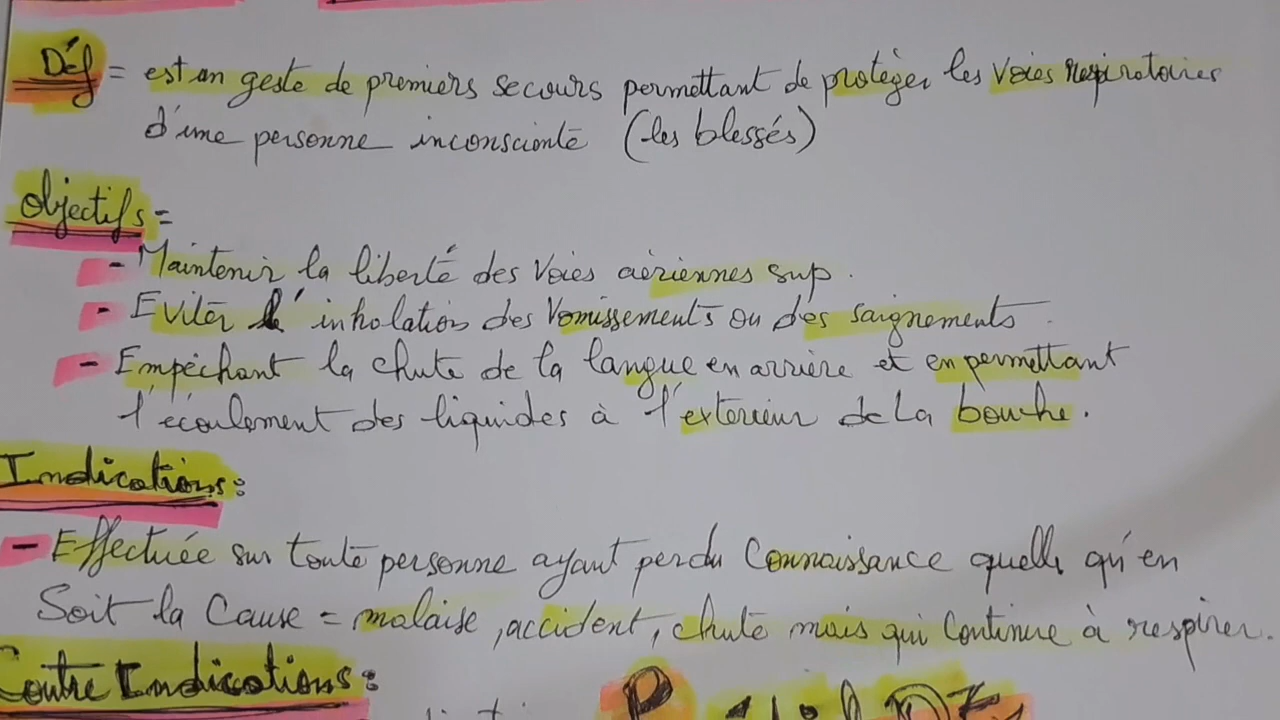 Déf = est un geste de premiers secours permettant de protéger les voies respiratoires
d'une personne inconsciente (les blessés)
Objectifs =
- Maintenir la liberté des Voies aériennes sup.
- Eviter l' inhalation des Vomissements ou des saignements.
- Empêchant la chute de la langue en arrière et en permettant
l'écoulement des liquides à l'exterieur de La bouche.
Indications:
- Effectuée sur toute personne ayant perdu Connaissance quelle qu'en
Soit la Cause = malaise, accident, chute mais qui Continue à respirer.
Contre Indications: